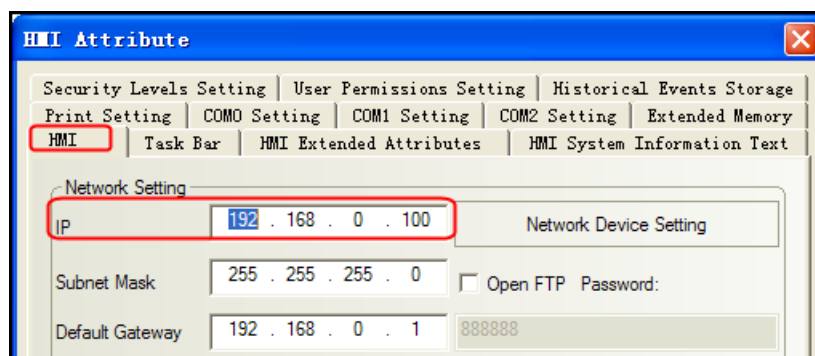 HMI Attribute
Security Levels Setting User Permissions Setting Historical Events Storage
Print Setting COM0 Setting COM1 Setting COM2 Setting Extended Memory
HMI Task Bar HMI Extended Attributes HMI System Information Text
Network Setting
IP 192 . 168 . 0 . 100 Network Device Setting
Subnet Mask 255 . 255 . 255 . 0 Open FTP Password:
Default Gateway 192 . 168 . 0 . 1 888888